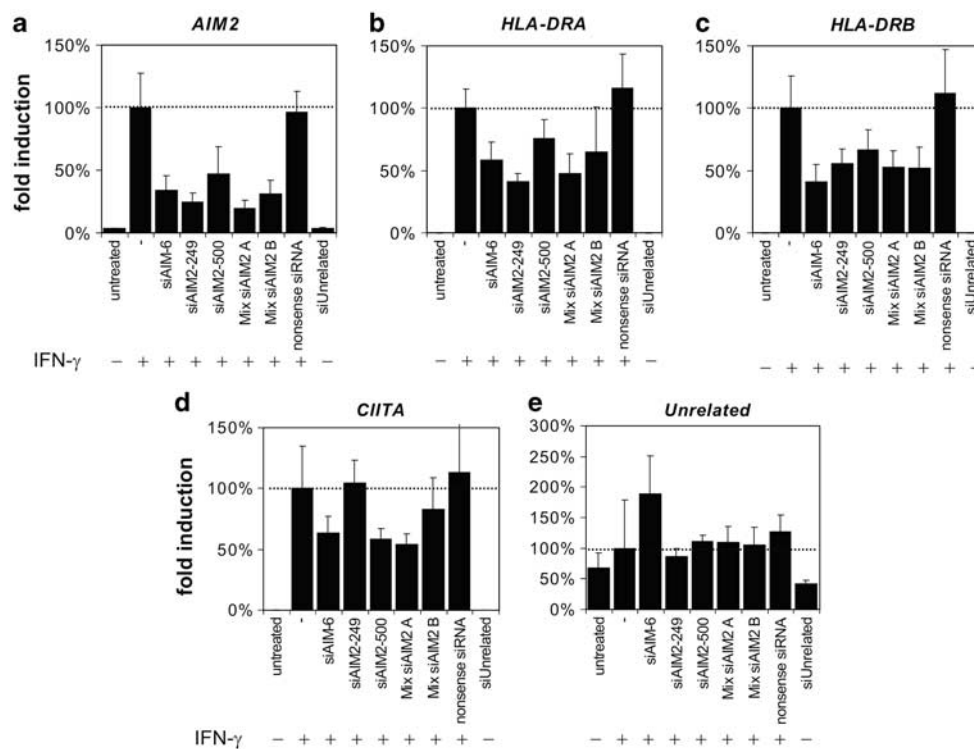 a
AIM2
fold induction
150%
100%
50%
0%
untreated
-
siAIM-6
siAIM2-249
siAIM2-500
Mix siAIM2 A
Mix siAIM2 B
nonsense siRNA
siUnrelated
IFN-γ
− + + + + + + + −
b
HLA-DRA
150%
100%
50%
0%
untreated
-
siAIM-6
siAIM2-249
siAIM2-500
Mix siAIM2 A
Mix siAIM2 B
nonsense siRNA
siUnrelated
− + + + + + + + −
c
HLA-DRB
150%
100%
50%
0%
untreated
-
siAIM-6
siAIM2-249
siAIM2-500
Mix siAIM2 A
Mix siAIM2 B
nonsense siRNA
siUnrelated
− + + + + + + + −
d
CIITA
fold induction
150%
100%
50%
0%
untreated
-
siAIM-6
siAIM2-249
siAIM2-500
Mix siAIM2 A
Mix siAIM2 B
nonsense siRNA
siUnrelated
IFN-γ
− + + + + + + + −
e
Unrelated
300%
250%
200%
150%
100%
50%
0%
untreated
-
siAIM-6
siAIM2-249
siAIM2-500
Mix siAIM2 A
Mix siAIM2 B
nonsense siRNA
siUnrelated
− + + + + + + + −